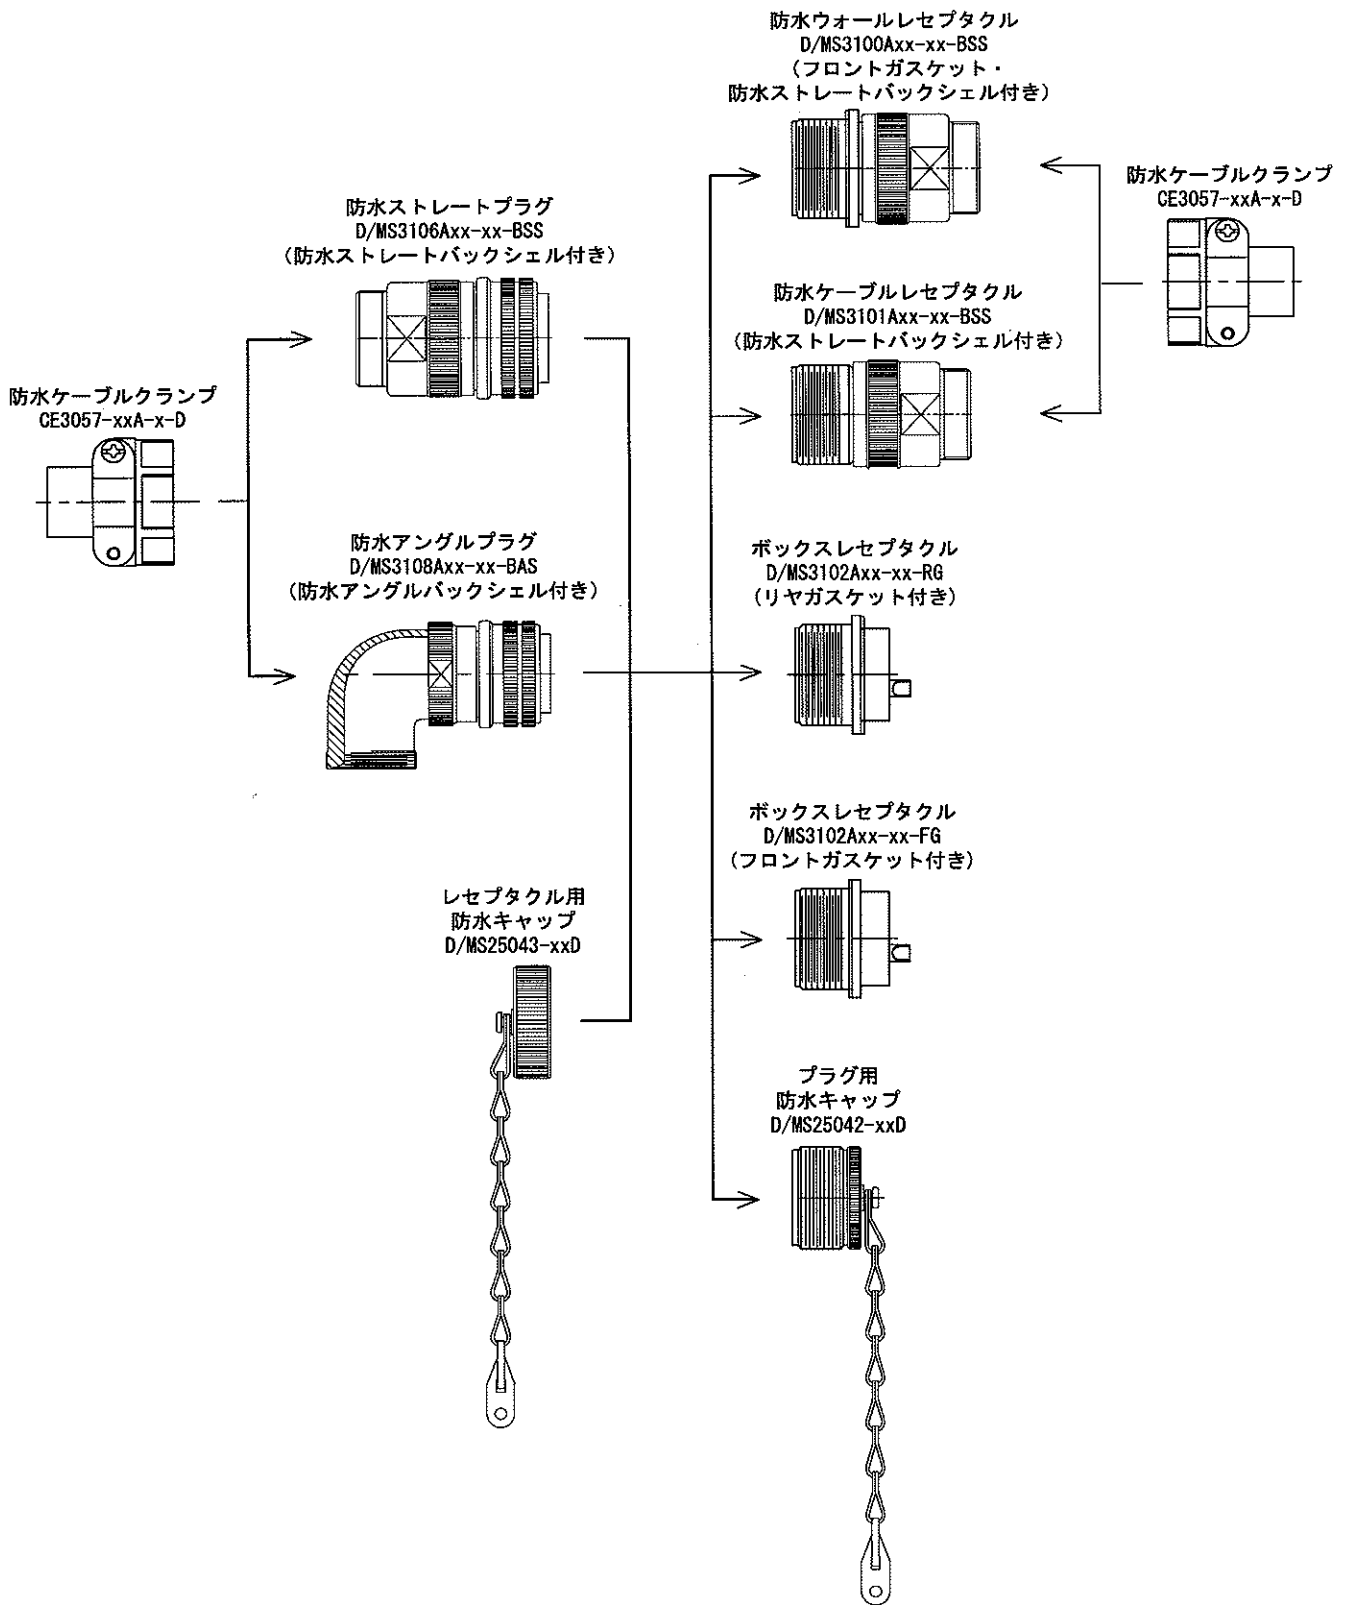 防水ウォールレセプタクル
D/MS3100Axx-xx-BSS
（フロントガスケット・
防水ストレートバックシェル付き）
防水ケーブルクランプ
CE3057-xxA-x-D
防水ストレートプラグ
D/MS3106Axx-xx-BSS
（防水ストレートバックシェル付き）
防水ケーブルレセプタクル
D/MS3101Axx-xx-BSS
（防水ストレートバックシェル付き）
防水ケーブルクランプ
CE3057-xxA-x-D
防水アングルプラグ
D/MS3108Axx-xx-BAS
（防水アングルバックシェル付き）
ボックスレセプタクル
D/MS3102Axx-xx-RG
（リヤガスケット付き）
ボックスレセプタクル
D/MS3102Axx-xx-FG
（フロントガスケット付き）
レセプタクル用
防水キャップ
D/MS25043-xxD
プラグ用
防水キャップ
D/MS25042-xxD